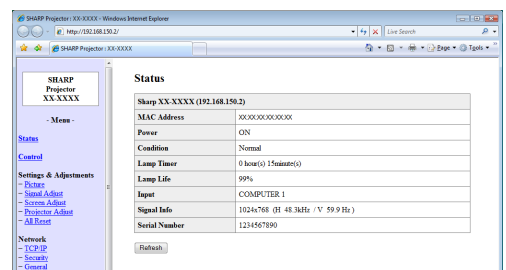 SHARP Projector : XX-XXXX - Windows Internet Explorer
http://192.168.150.2/
Live Search
SHARP Projector : XX-XXXX
Page
Tools
SHARP
Projector
XX-XXXX
- Menu -
Status
Control
Settings & Adjustments
- Picture
- Signal Adjust
- Screen Adjust
- Projector Adjust
- All Reset
Network
- TCP/IP
- Security
- General
Status
Sharp XX-XXXX (192.168.150.2)
MAC Address XX:XX:XX:XX:XX:XX
Power ON
Condition Normal
Lamp Timer 0 hour(s) 15minute(s)
Lamp Life 99%
Input COMPUTER 1
Signal Info 1024x768 (H 48.3kHz / V 59.9 Hz )
Serial Number 1234567890
Refresh